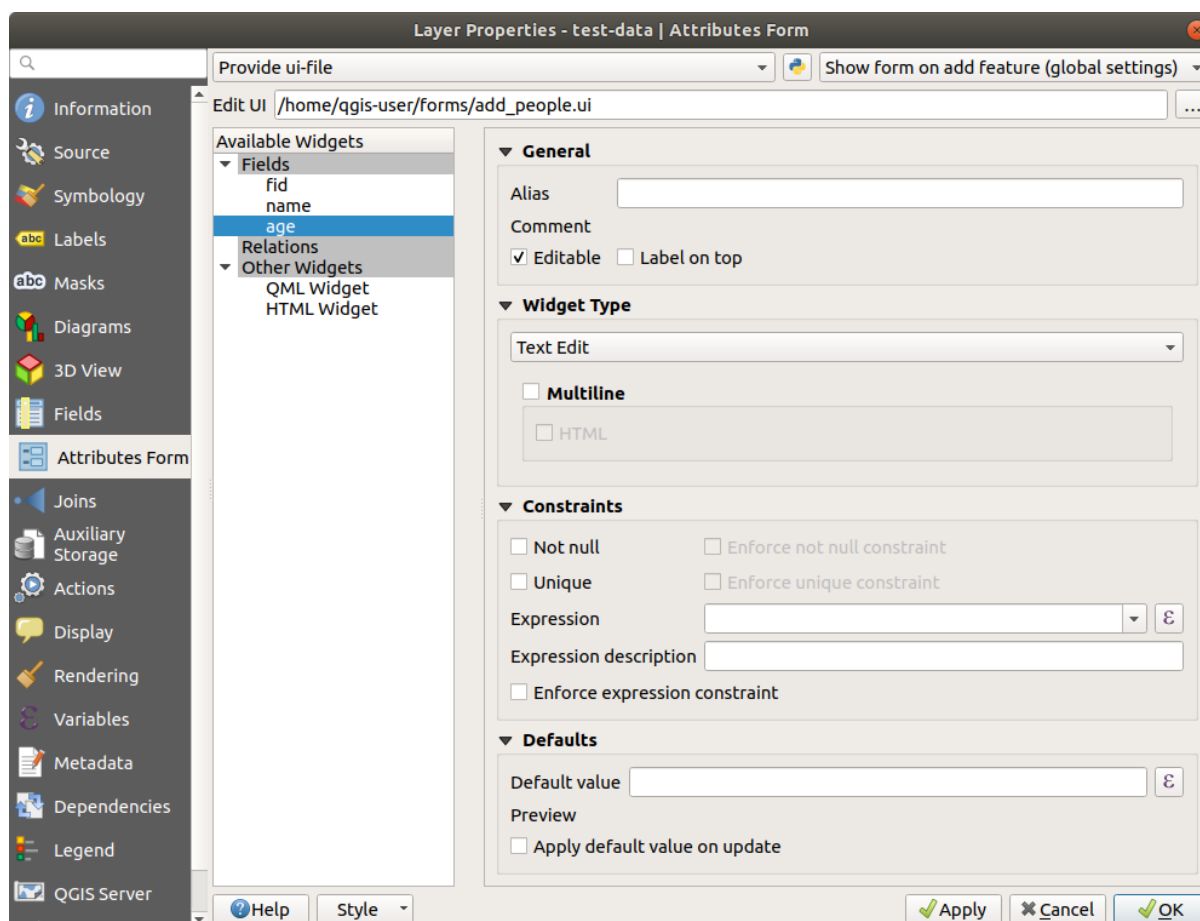 Layer Properties - test-data | Attributes Form
Provide ui-file
Show form on add feature (global settings)
Edit UI /home/qgis-user/forms/add_people.ui ...
Information
Source
Symbology
abc Labels
abc Masks
Diagrams
3D View
Fields
Attributes Form
Joins
Auxiliary
Storage
Actions
Display
Rendering
Variables
Metadata
Dependencies
Legend
QGIS Server
Available Widgets
Fields
fid
name
age
Relations
Other Widgets
QML Widget
HTML Widget
General
Alias
Comment
Editable Label on top
Widget Type
Text Edit
Multiline
HTML
Constraints
Not null Enforce not null constraint
Unique Enforce unique constraint
Expression ε
Expression description
Enforce expression constraint
Defaults
Default value ε
Preview
Apply default value on update
Help Style Apply Cancel OK